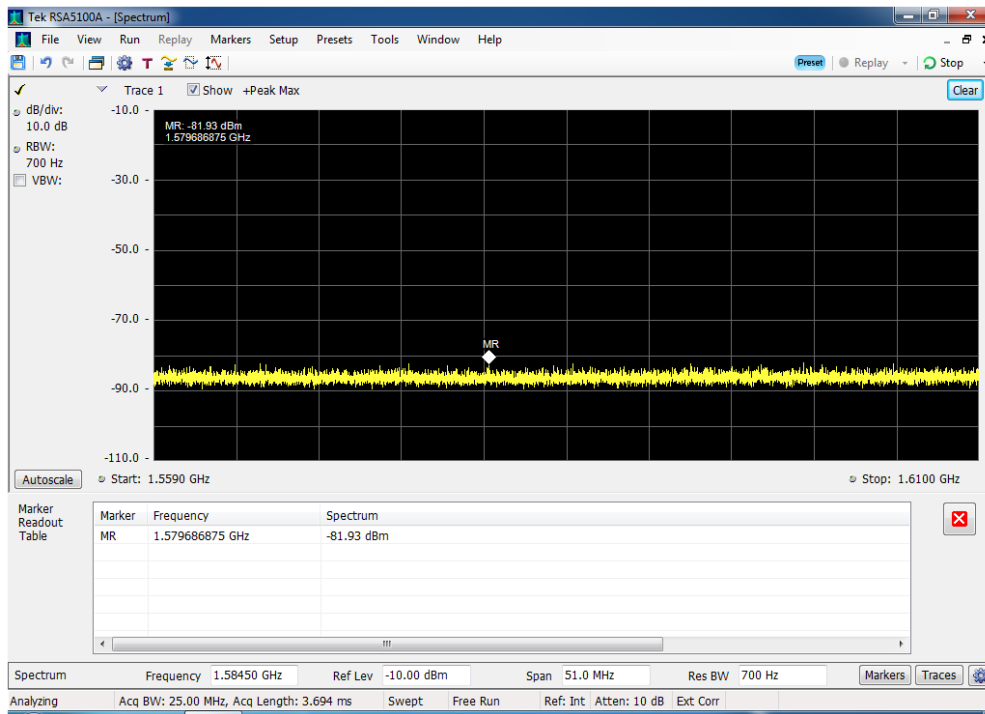 Tek RSA5100A - [Spectrum]
File View Run Replay Markers Setup Presets Tools Window Help
T Preset Replay Stop
Trace 1 Show +Peak Max Clear
dB/div:
10.0 dB
RBW:
700 Hz
VBW:
-10.0
MR: -81.93 dBm
1.579686875 GHz
-30.0
-50.0
-70.0
MR
-90.0
-110.0
Autoscale Start: 1.5590 GHz Stop: 1.6100 GHz
Marker
Readout
Table
Marker Frequency Spectrum
MR 1.579686875 GHz -81.93 dBm
Spectrum Frequency 1.58450 GHz Ref Lev -10.00 dBm Span 51.0 MHz Res BW 700 Hz Markers Traces
Analyzing Acq BW: 25.00 MHz, Acq Length: 3.694 ms Swept Free Run Ref: Int Atten: 10 dB Ext Corr